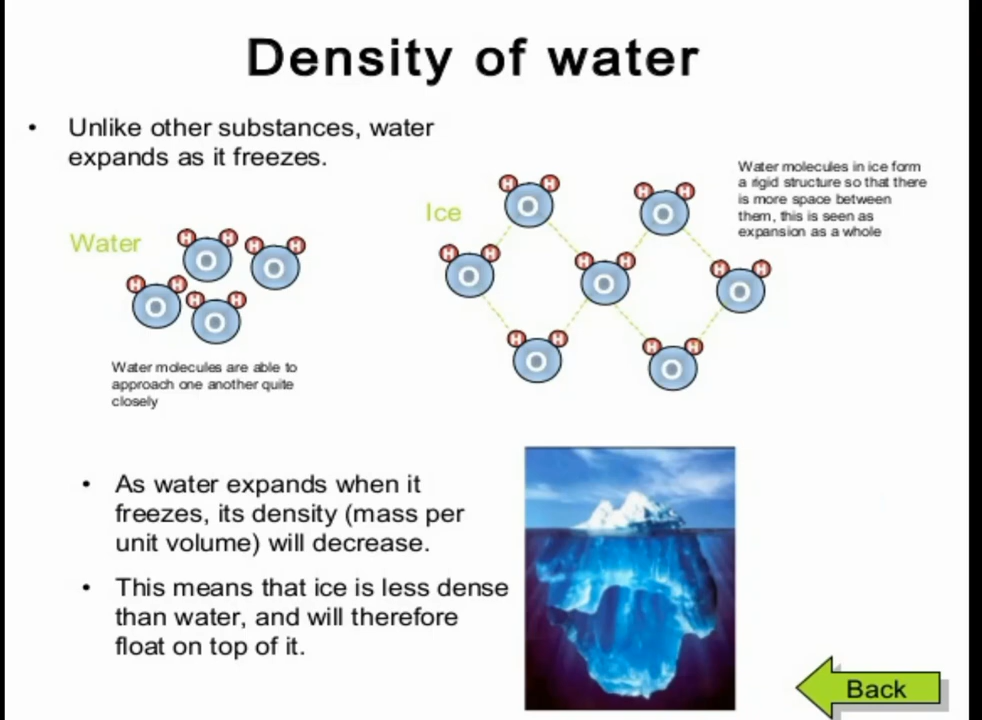 Density of water
• Unlike other substances, water
expands as it freezes.
Water molecules in ice form
a rigid structure so that there
is more space between
them, this is seen as
expansion as a whole
Ice
H H
O
H H
O
Water
H H
O
H H
O
H H
O
H H
O
H H
O
H H
O
H H
O
H H
O
H H
O
Water molecules are able to
approach one another quite
closely
• As water expands when it
freezes, its density (mass per
unit volume) will decrease.
• This means that ice is less dense
than water, and will therefore
float on top of it.
Back